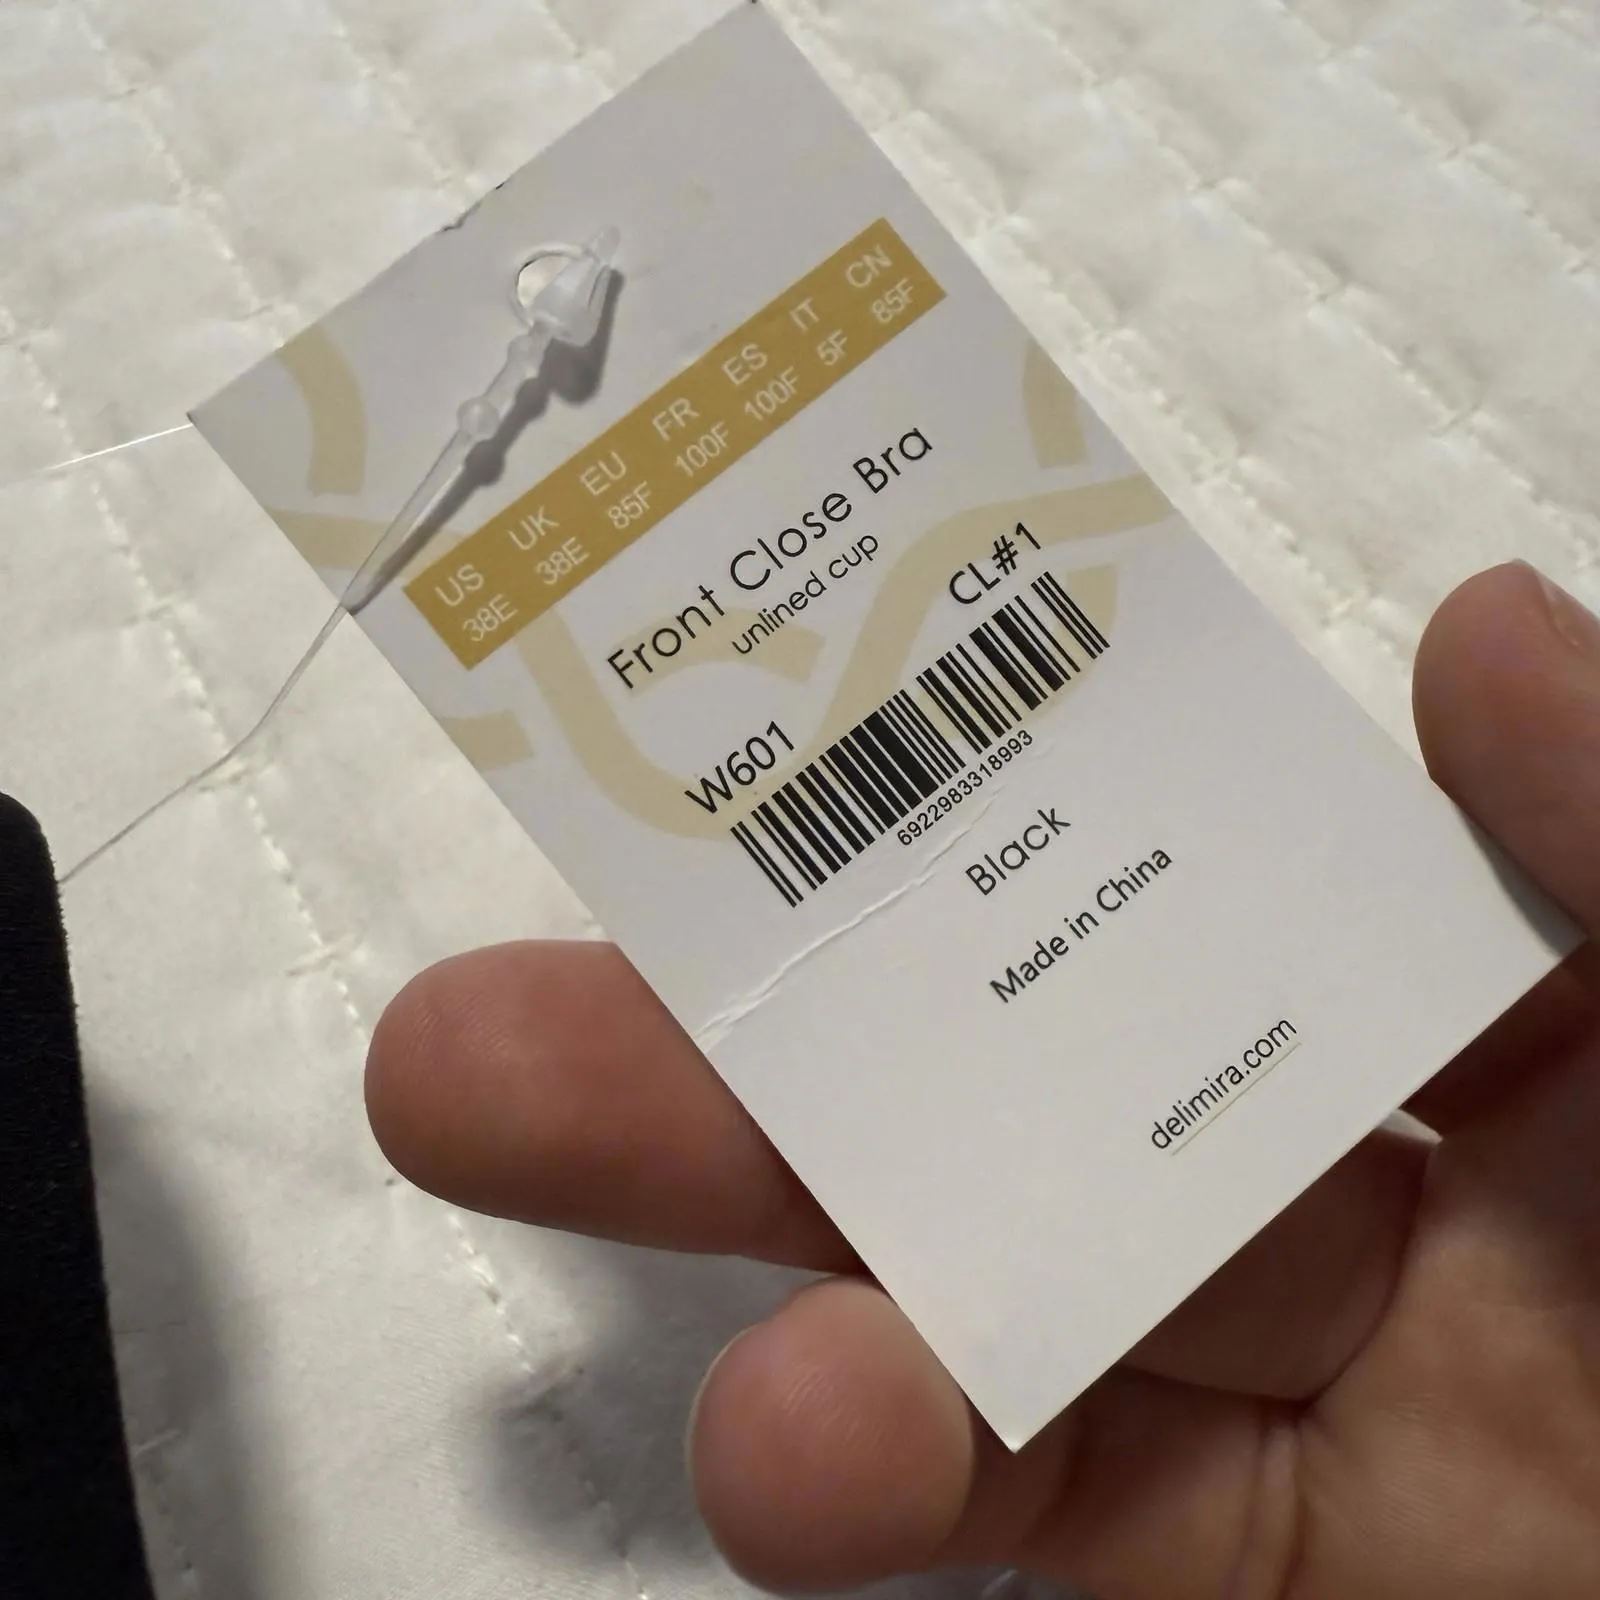 US UK EU FR ES IT CN
38E 38E 85F 100F 100F 5F 85F
Front Close Bra
unlined cup
W601 CL#1
6922983318993
Black
Made in China
delimira.com